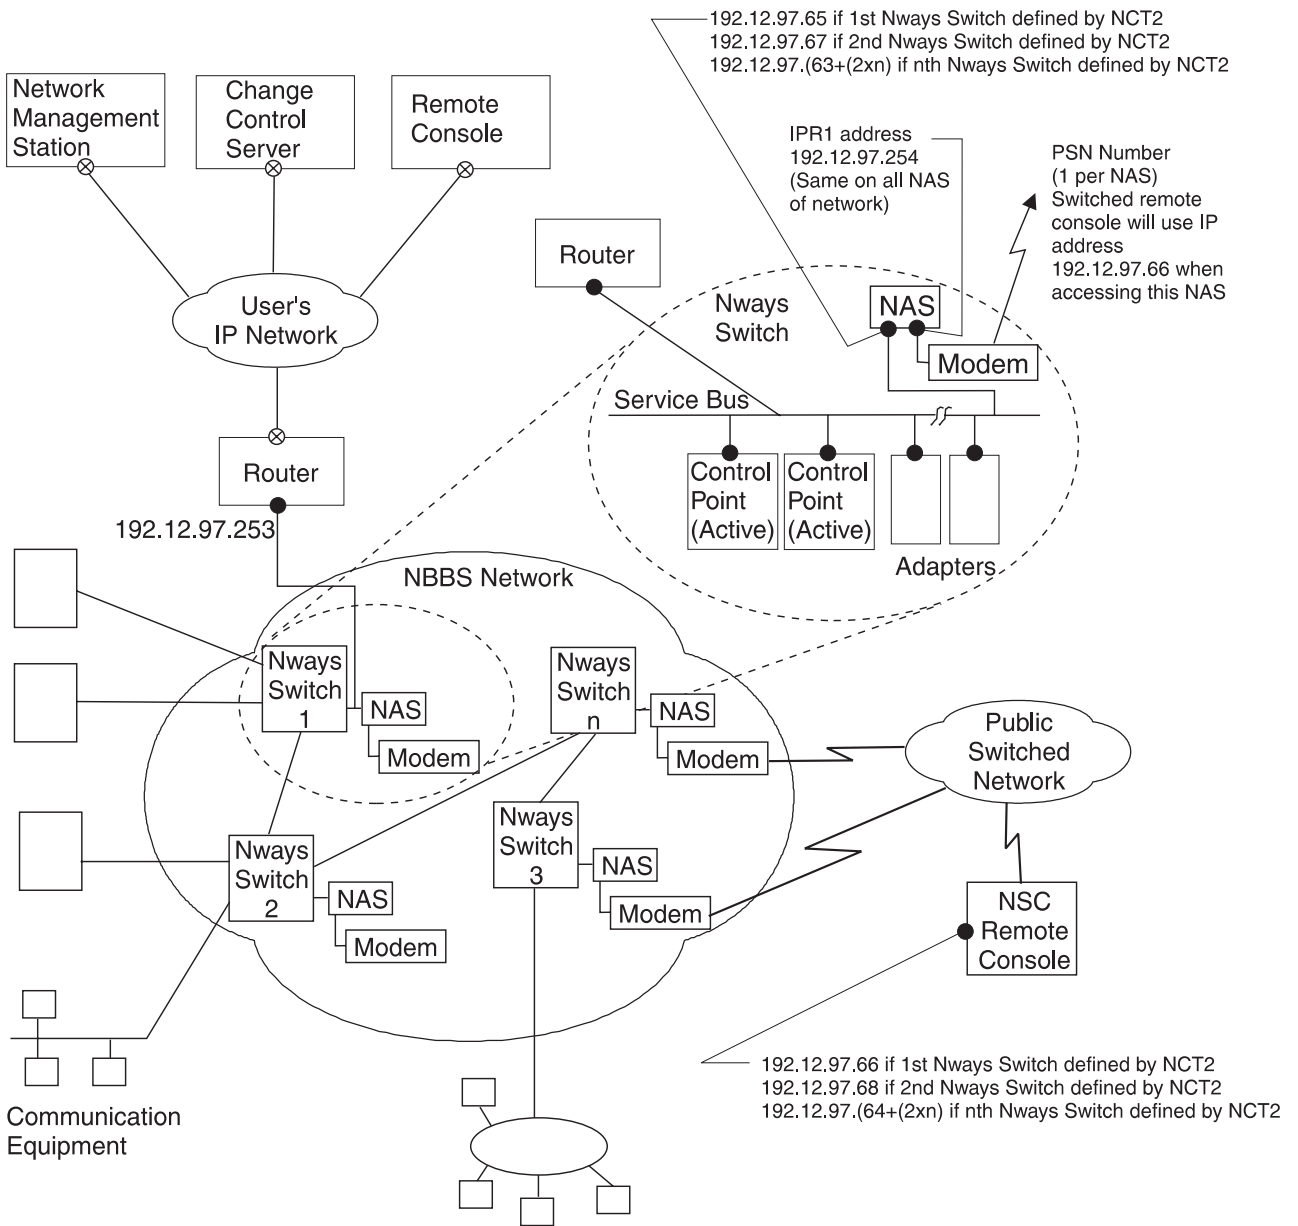 192.12.97.65 if 1st Nways Switch defined by NCT2
192.12.97.67 if 2nd Nways Switch defined by NCT2
192.12.97.(63+(2xn) if nth Nways Switch defined by NCT2
Network
Management
Station
Change
Control
Server
Remote
Console
IPR1 address
192.12.97.254
(Same on all NAS
of network)
PSN Number
(1 per NAS)
Switched remote
console will use IP
address
192.12.97.66 when
accessing this NAS
Router
User's
IP Network
Nways
Switch
NAS
Modem
Service Bus
Router
Control
Point
(Active)
Control
Point
(Active)
Adapters
192.12.97.253
NBBS Network
Nways
Switch
1
NAS
Modem
Nways
Switch
n
NAS
Modem
Public
Switched
Network
Nways
Switch
2
NAS
Modem
Nways
Switch
3
NAS
Modem
NSC
Remote
Console
192.12.97.66 if 1st Nways Switch defined by NCT2
192.12.97.68 if 2nd Nways Switch defined by NCT2
192.12.97.(64+(2xn) if nth Nways Switch defined by NCT2
Communication
Equipment